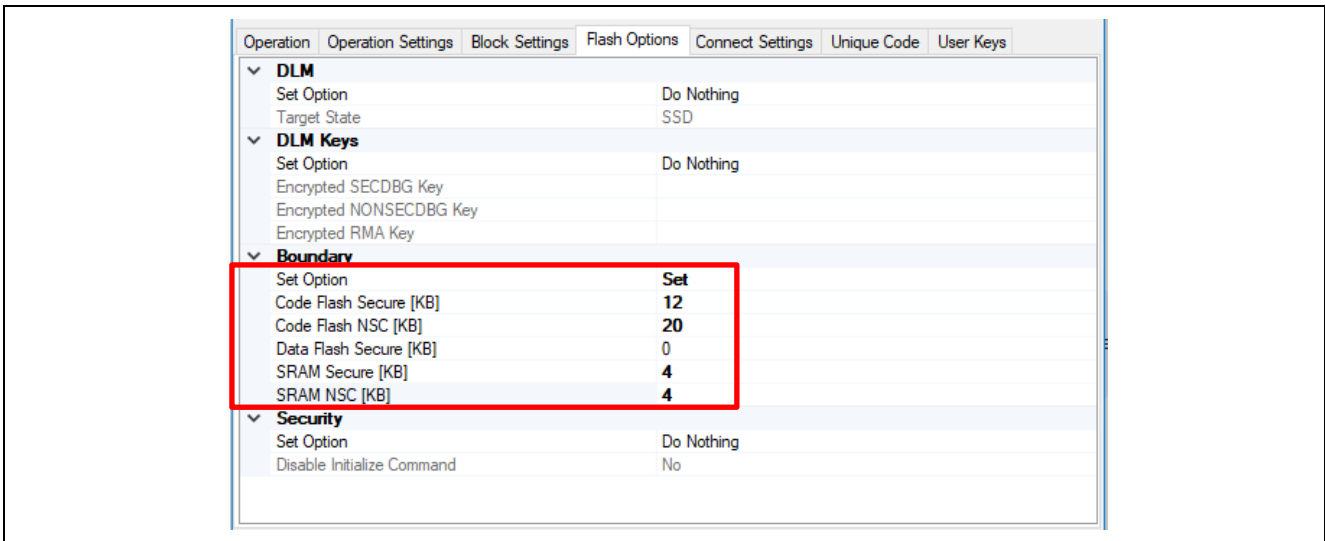 Operation Operation Settings Block Settings Flash Options Connect Settings Unique Code User Keys
DLM
Set Option Do Nothing
Target State SSD
DLM Keys
Set Option Do Nothing
Encrypted SECDBG Key
Encrypted NONSECDBG Key
Encrypted RMA Key
Boundary
Set Option Set
Code Flash Secure [KB] 12
Code Flash NSC [KB] 20
Data Flash Secure [KB] 0
SRAM Secure [KB] 4
SRAM NSC [KB] 4
Security
Set Option Do Nothing
Disable Initialize Command No